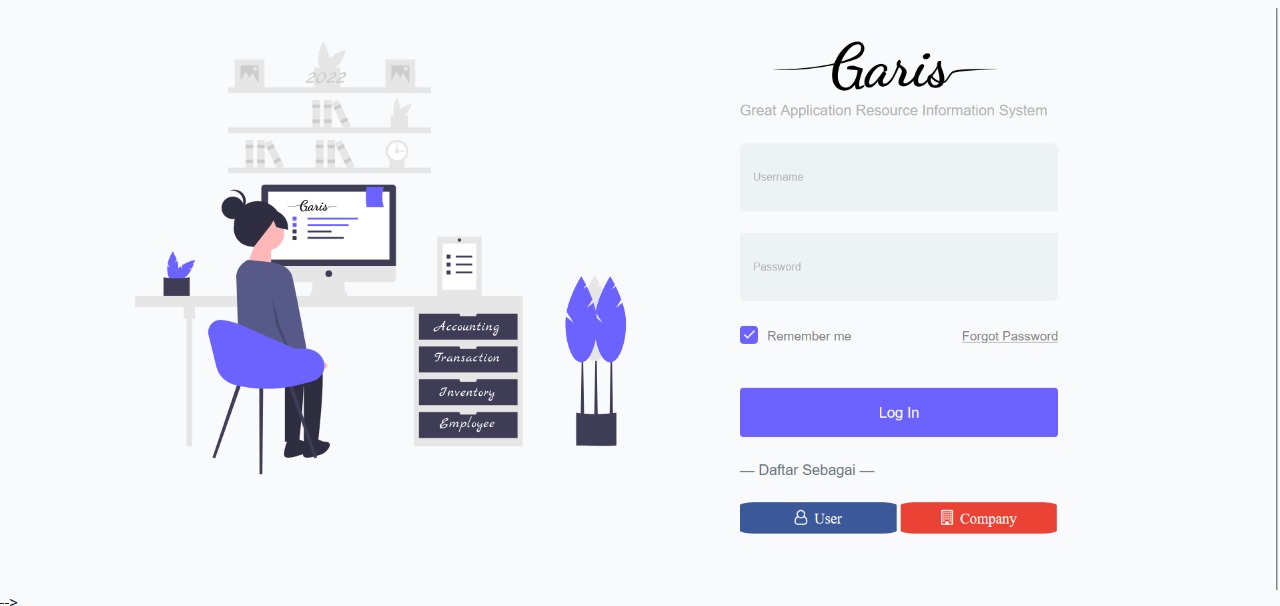 2022
Garis
Accounting
Transaction
Inventory
Employee
Garis
Great Application Resource Information System
Username
Password
Remember me
Forgot Password
Log In
— Daftar Sebagai —
User
Company
-->